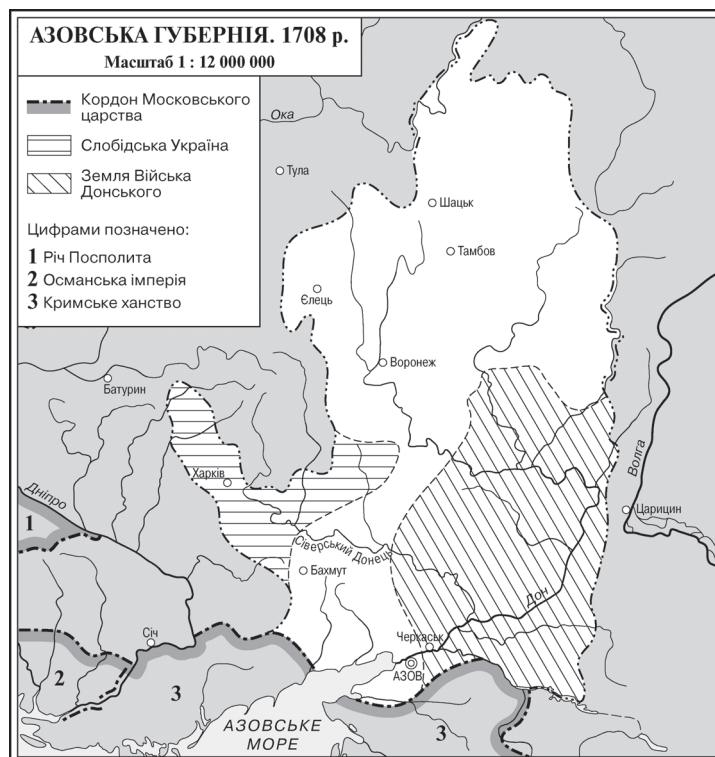 АЗОВСЬКА ГУБЕРНІЯ. 1708 р.
Масштаб 1 : 12 000 000
Кордон Московського
царства
Слобідська Україна
Земля Війська
Донського
Цифрами позначено:
1 Річ Посполита
2 Османська імперія
3 Кримське ханство
Ока
Тула
Шацьк
Тамбов
Єлець
Воронеж
Батурин
Харків
Волга
Царицин
Дніпро
1
Сіверський Донець
Бахмут
Дон
Січ
Черкаськ
АЗОВ
2
3
АЗОВСЬКЕ
МОРЕ
3